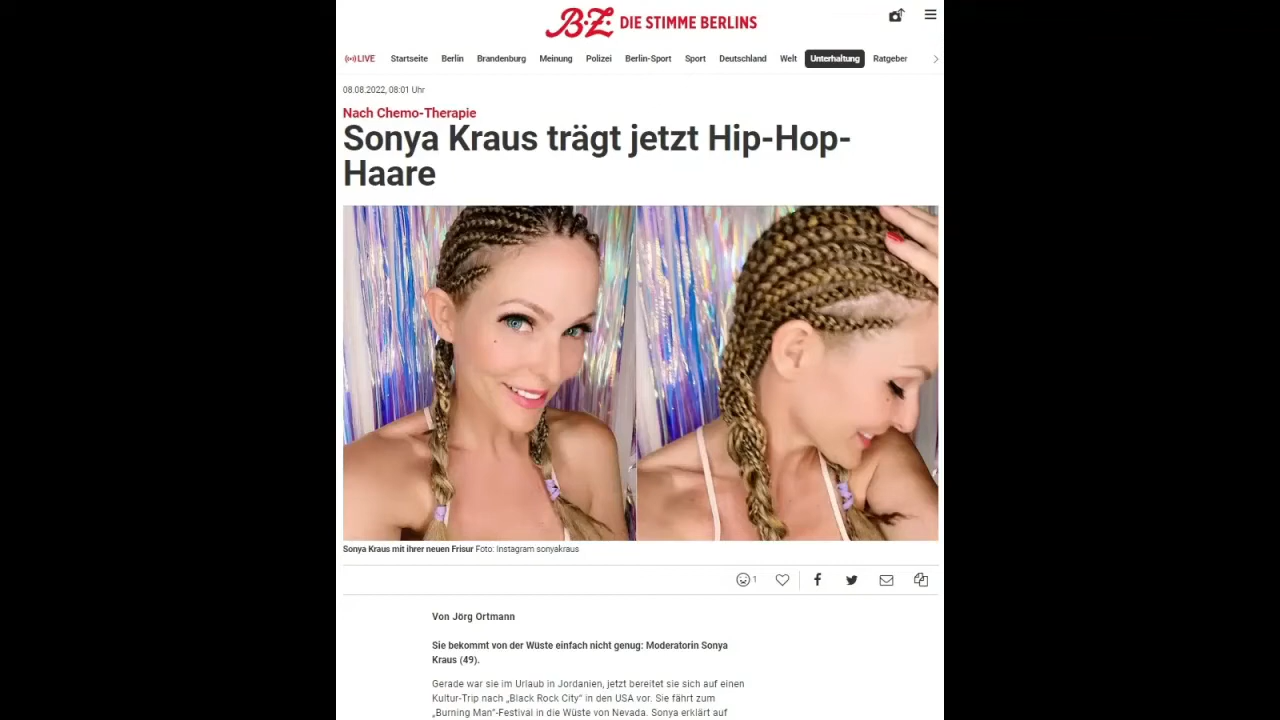 B.Z. DIE STIMME BERLINS
LIVE Startseite Berlin Brandenburg Meinung Polizei Berlin-Sport Sport Deutschland Welt Unterhaltung Ratgeber
08.08.2022, 08:01 Uhr
Nach Chemo-Therapie
Sonya Kraus trägt jetzt Hip-Hop-
Haare
Sonya Kraus mit ihrer neuen Frisur Foto: Instagram sonyakraus
1
Von Jörg Ortmann
Sie bekommt von der Wüste einfach nicht genug: Moderatorin Sonya
Kraus (49).
Gerade war sie im Urlaub in Jordanien, jetzt bereitet sie sich auf einen
Kultur-Trip nach „Black Rock City“ in den USA vor. Sie fährt zum
„Burning Man“-Festival in die Wüste von Nevada. Sonya erklärt auf